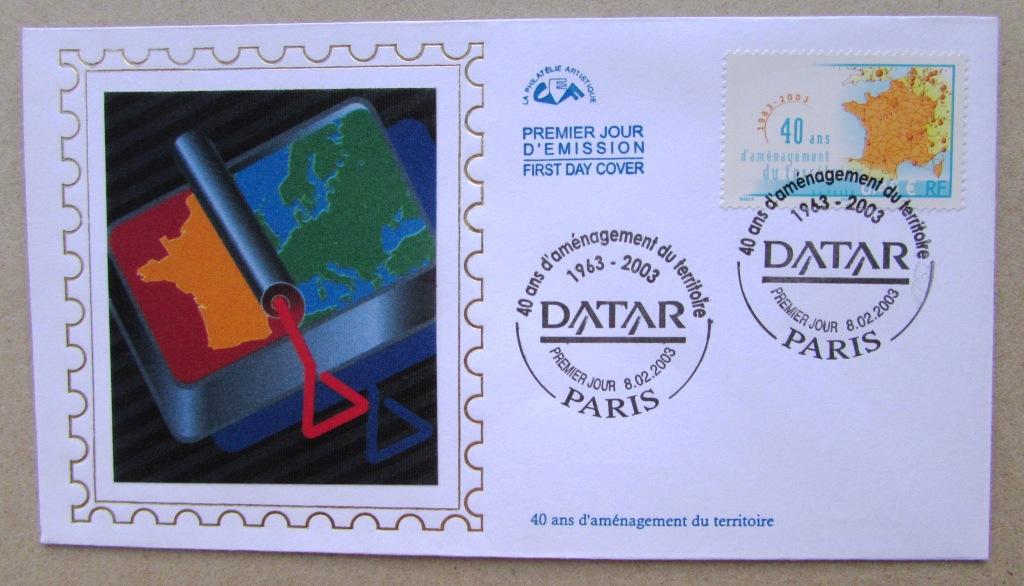 LA PHILATÉLIE ARTISTIQUE
CEF
PREMIER JOUR
D'EMISSION
FIRST DAY COVER
1963-2003
40 ans
d'aménagement
du
RF
40 ans d'aménagement du territoire
1963 - 2003
DATAR
PREMIER JOUR 8.02.2003
PARIS
40 ans d'aménagement du territoire
1963 - 2003
DATAR
PREMIER JOUR 8.02.2003
PARIS
40 ans d'aménagement du territoire